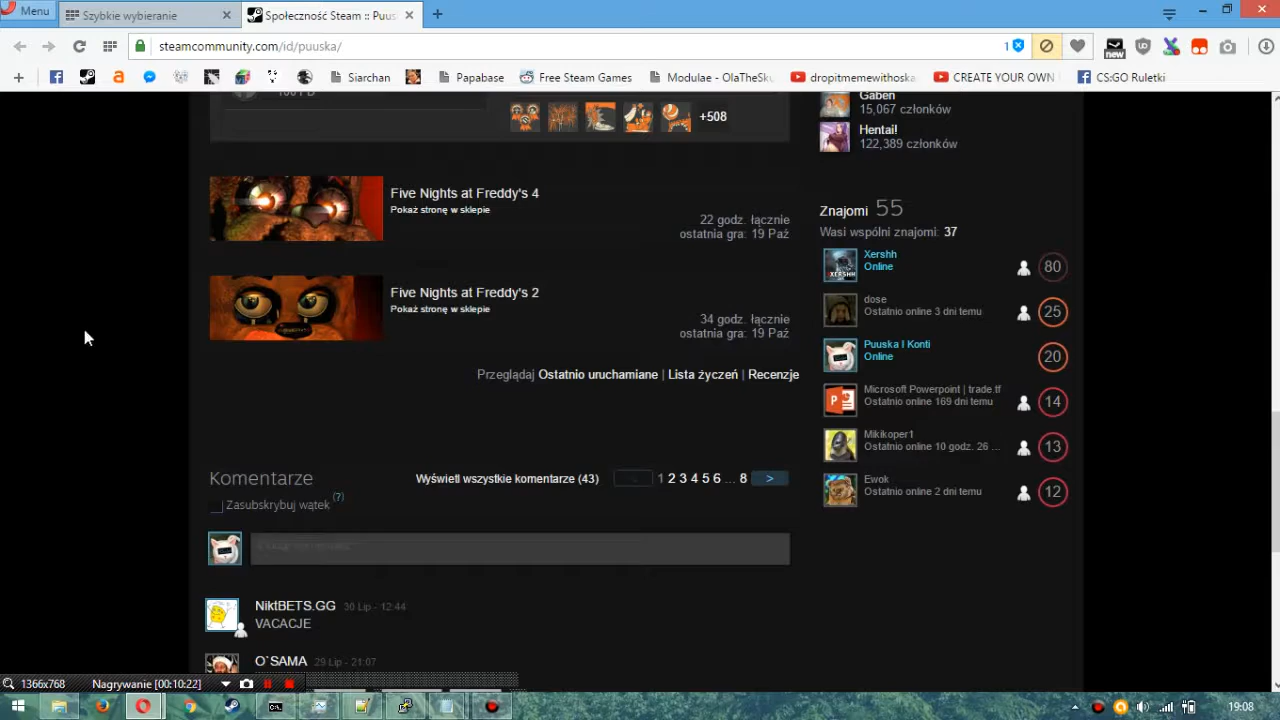 Menu
Szybkie wybieranie
Społeczność Steam :: Puus
steamcommunity.com/id/puuska/
1
new
Siarchan
Papabase
Free Steam Games
Modulae - OlaTheSku
dropitmemewithoska
CREATE YOUR OWN
CS:GO Ruletki
+508
Gaben
15,067 członków
Hentai!
122,389 członków
Five Nights at Freddy's 4
Pokaż stronę w sklepie
22 godz. łącznie
ostatnia gra: 19 Paź
Five Nights at Freddy's 2
Pokaż stronę w sklepie
34 godz. łącznie
ostatnia gra: 19 Paź
Przeglądaj Ostatnio uruchamiane | Lista życzeń | Recenzje
Znajomi 55
Wasi wspólni znajomi: 37
Xershh
Online
80
dose
Ostatnio online 3 dni temu
25
Puuska I Konti
Online
20
Microsoft Powerpoint | trade.tf
Ostatnio online 169 dni temu
14
Mikikoper1
Ostatnio online 10 godz. 26 ...
13
Ewok
Ostatnio online 2 dni temu
12
Komentarze
Wyświetl wszystkie komentarze (43)
1 2 3 4 5 6 ... 8 >
Zasubskrybuj wątek (?)
NiktBETS.GG 30 Lip - 12:44
VACACJE
O`SAMA 29 Lip - 21:07
1366x768
Nagrywanie [00:10:22]
19:08